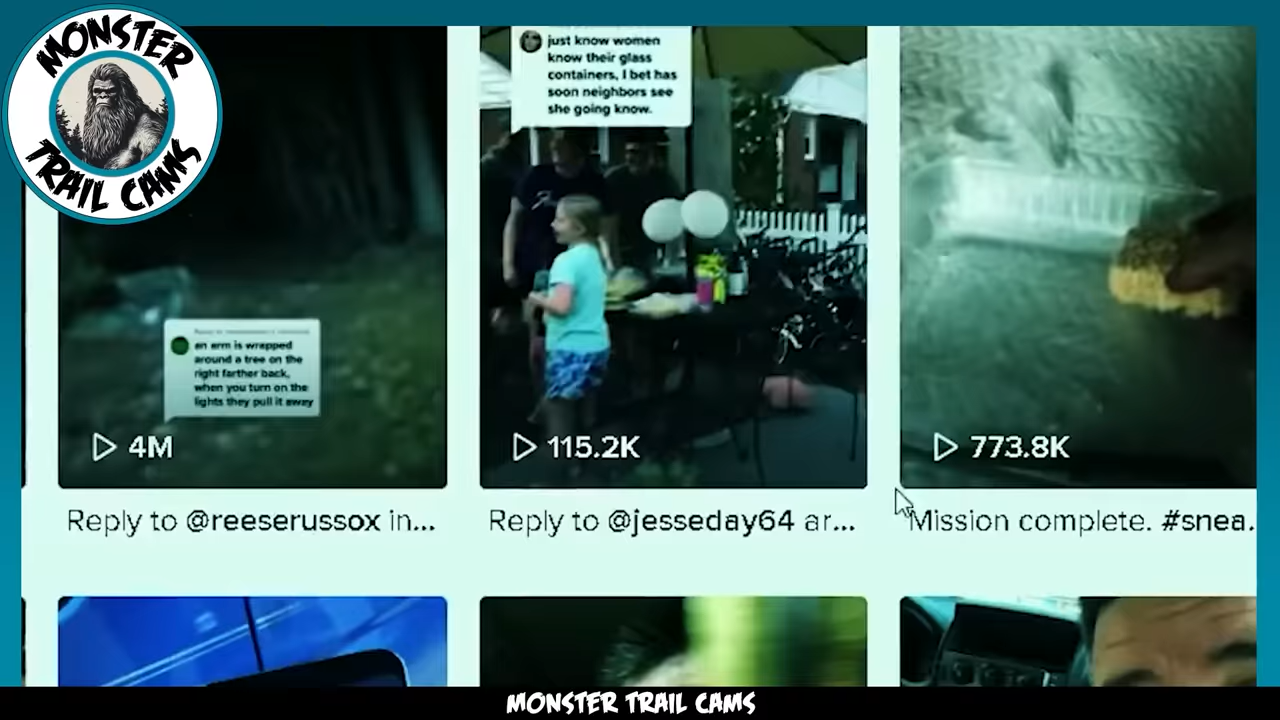 MONSTER
TRAIL CAMS
just know women
know their glass
containers, I bet has
soon neighbors see
she going know.
an arm is wrapped
around a tree on the
right farther back,
when you turn on the
lights they pull it away
4M
115.2K
773.8K
Reply to @reeserussox in...
Reply to @jesseday64 ar...
Mission complete. #snea.
MONSTER TRAIL CAMS